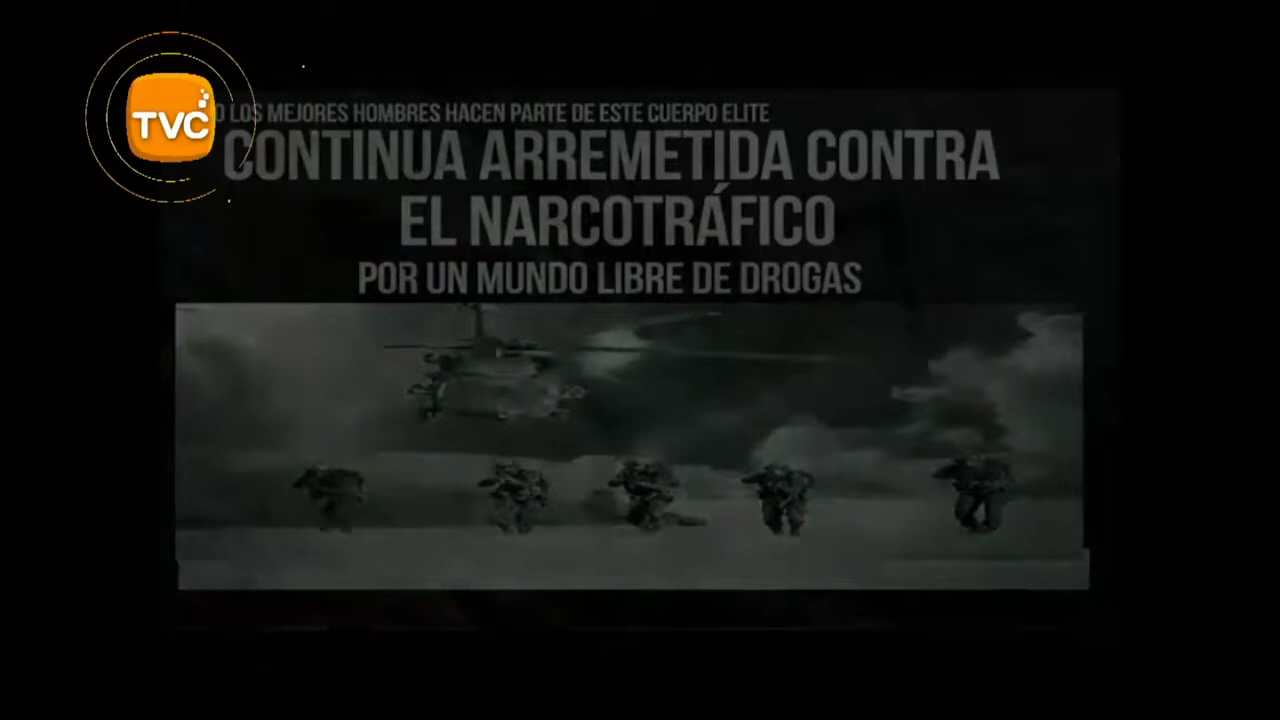 TVC
LOS MEJORES HOMBRES HACEN PARTE DE ESTE CUERPO ELITE
CONTINUA ARREMETIDA CONTRA
EL NARCOTRÁFICO
POR UN MUNDO LIBRE DE DROGAS